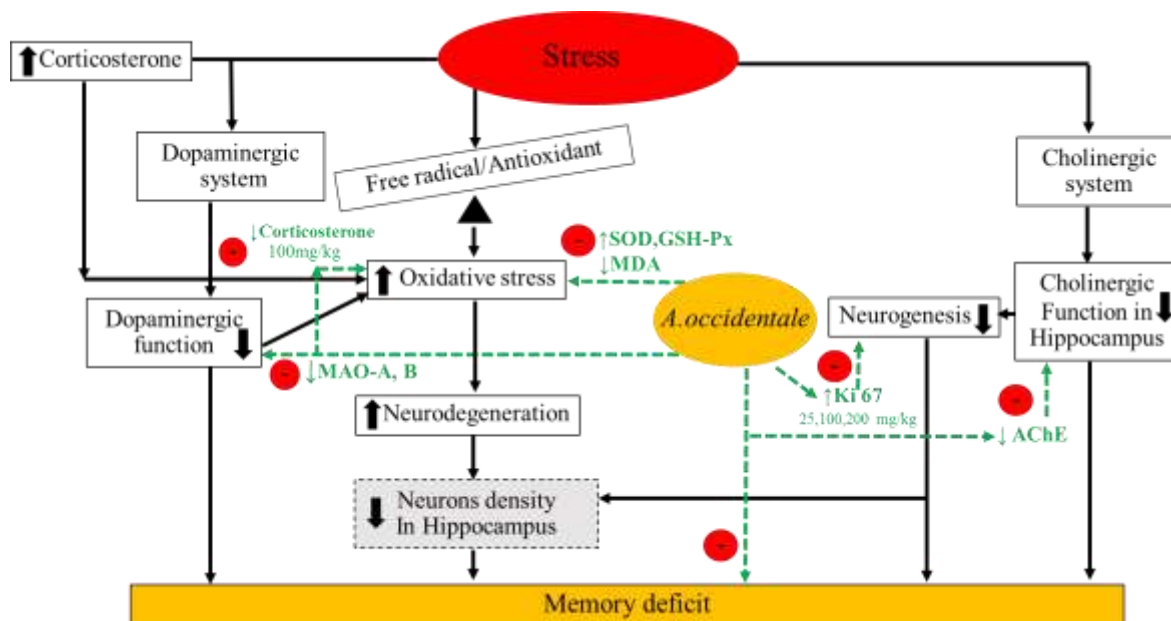 Stress
↑ Corticosterone
Dopaminergic
system
Free radical/Antioxidant
Cholinergic
system
↓Corticosterone
100mg/kg
-
-
↑SOD,GSH-Px
↓MDA
↑ Oxidative stress
A.occidentale
Dopaminergic
function ↓
Neurogenesis ↓
Cholinergic
Function in ↓
Hippocampus
-
↓MAO-A, B
-
↑Ki 67
25,100,200 mg/kg
-
↓ AChE
↑ Neurodegeneration
↓ Neurons density
In Hippocampus
-
Memory deficit